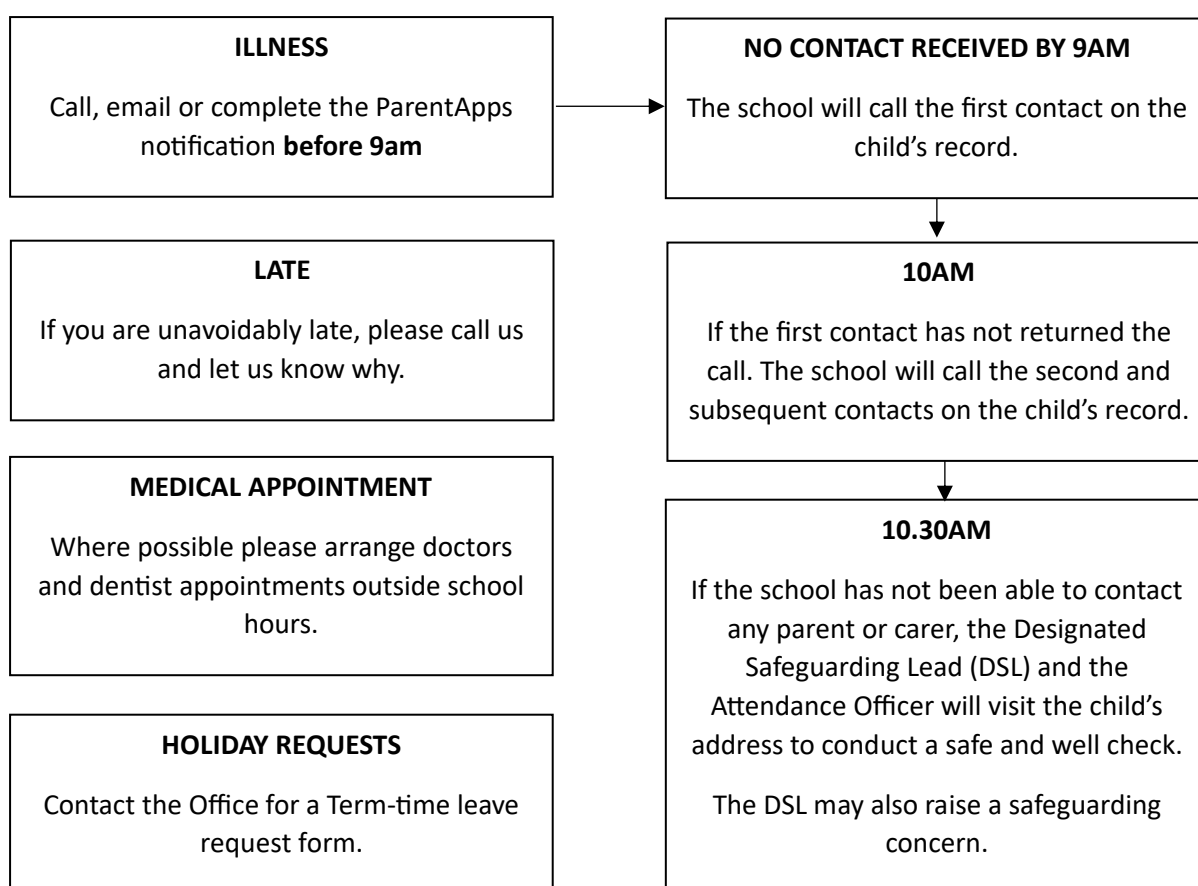 ILLNESS
Call, email or complete the ParentApps
notification before 9am
NO CONTACT RECEIVED BY 9AM
The school will call the first contact on the
child’s record.
LATE
If you are unavoidably late, please call us
and let us know why.
10AM
If the first contact has not returned the
call. The school will call the second and
subsequent contacts on the child’s record.
MEDICAL APPOINTMENT
Where possible please arrange doctors
and dentist appointments outside school
hours.
10.30AM
If the school has not been able to contact
any parent or carer, the Designated
Safeguarding Lead (DSL) and the
Attendance Officer will visit the child’s
address to conduct a safe and well check.
The DSL may also raise a safeguarding
concern.
HOLIDAY REQUESTS
Contact the Office for a Term-time leave
request form.